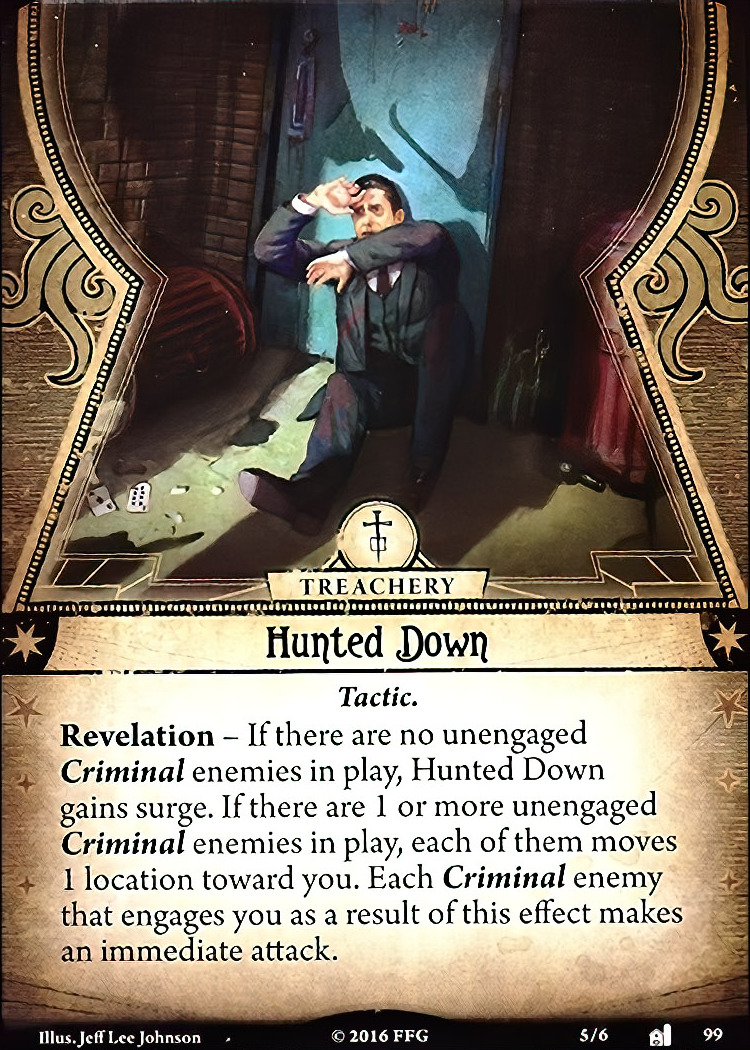 TREACHERY
Hunted Down
Tactic.
Revelation – If there are no unengaged
Criminal enemies in play, Hunted Down
gains surge. If there are 1 or more unengaged
Criminal enemies in play, each of them moves
1 location toward you. Each Criminal enemy
that engages you as a result of this effect makes
an immediate attack.
Illus. Jeff Lee Johnson © 2016 FFG 5/6 99